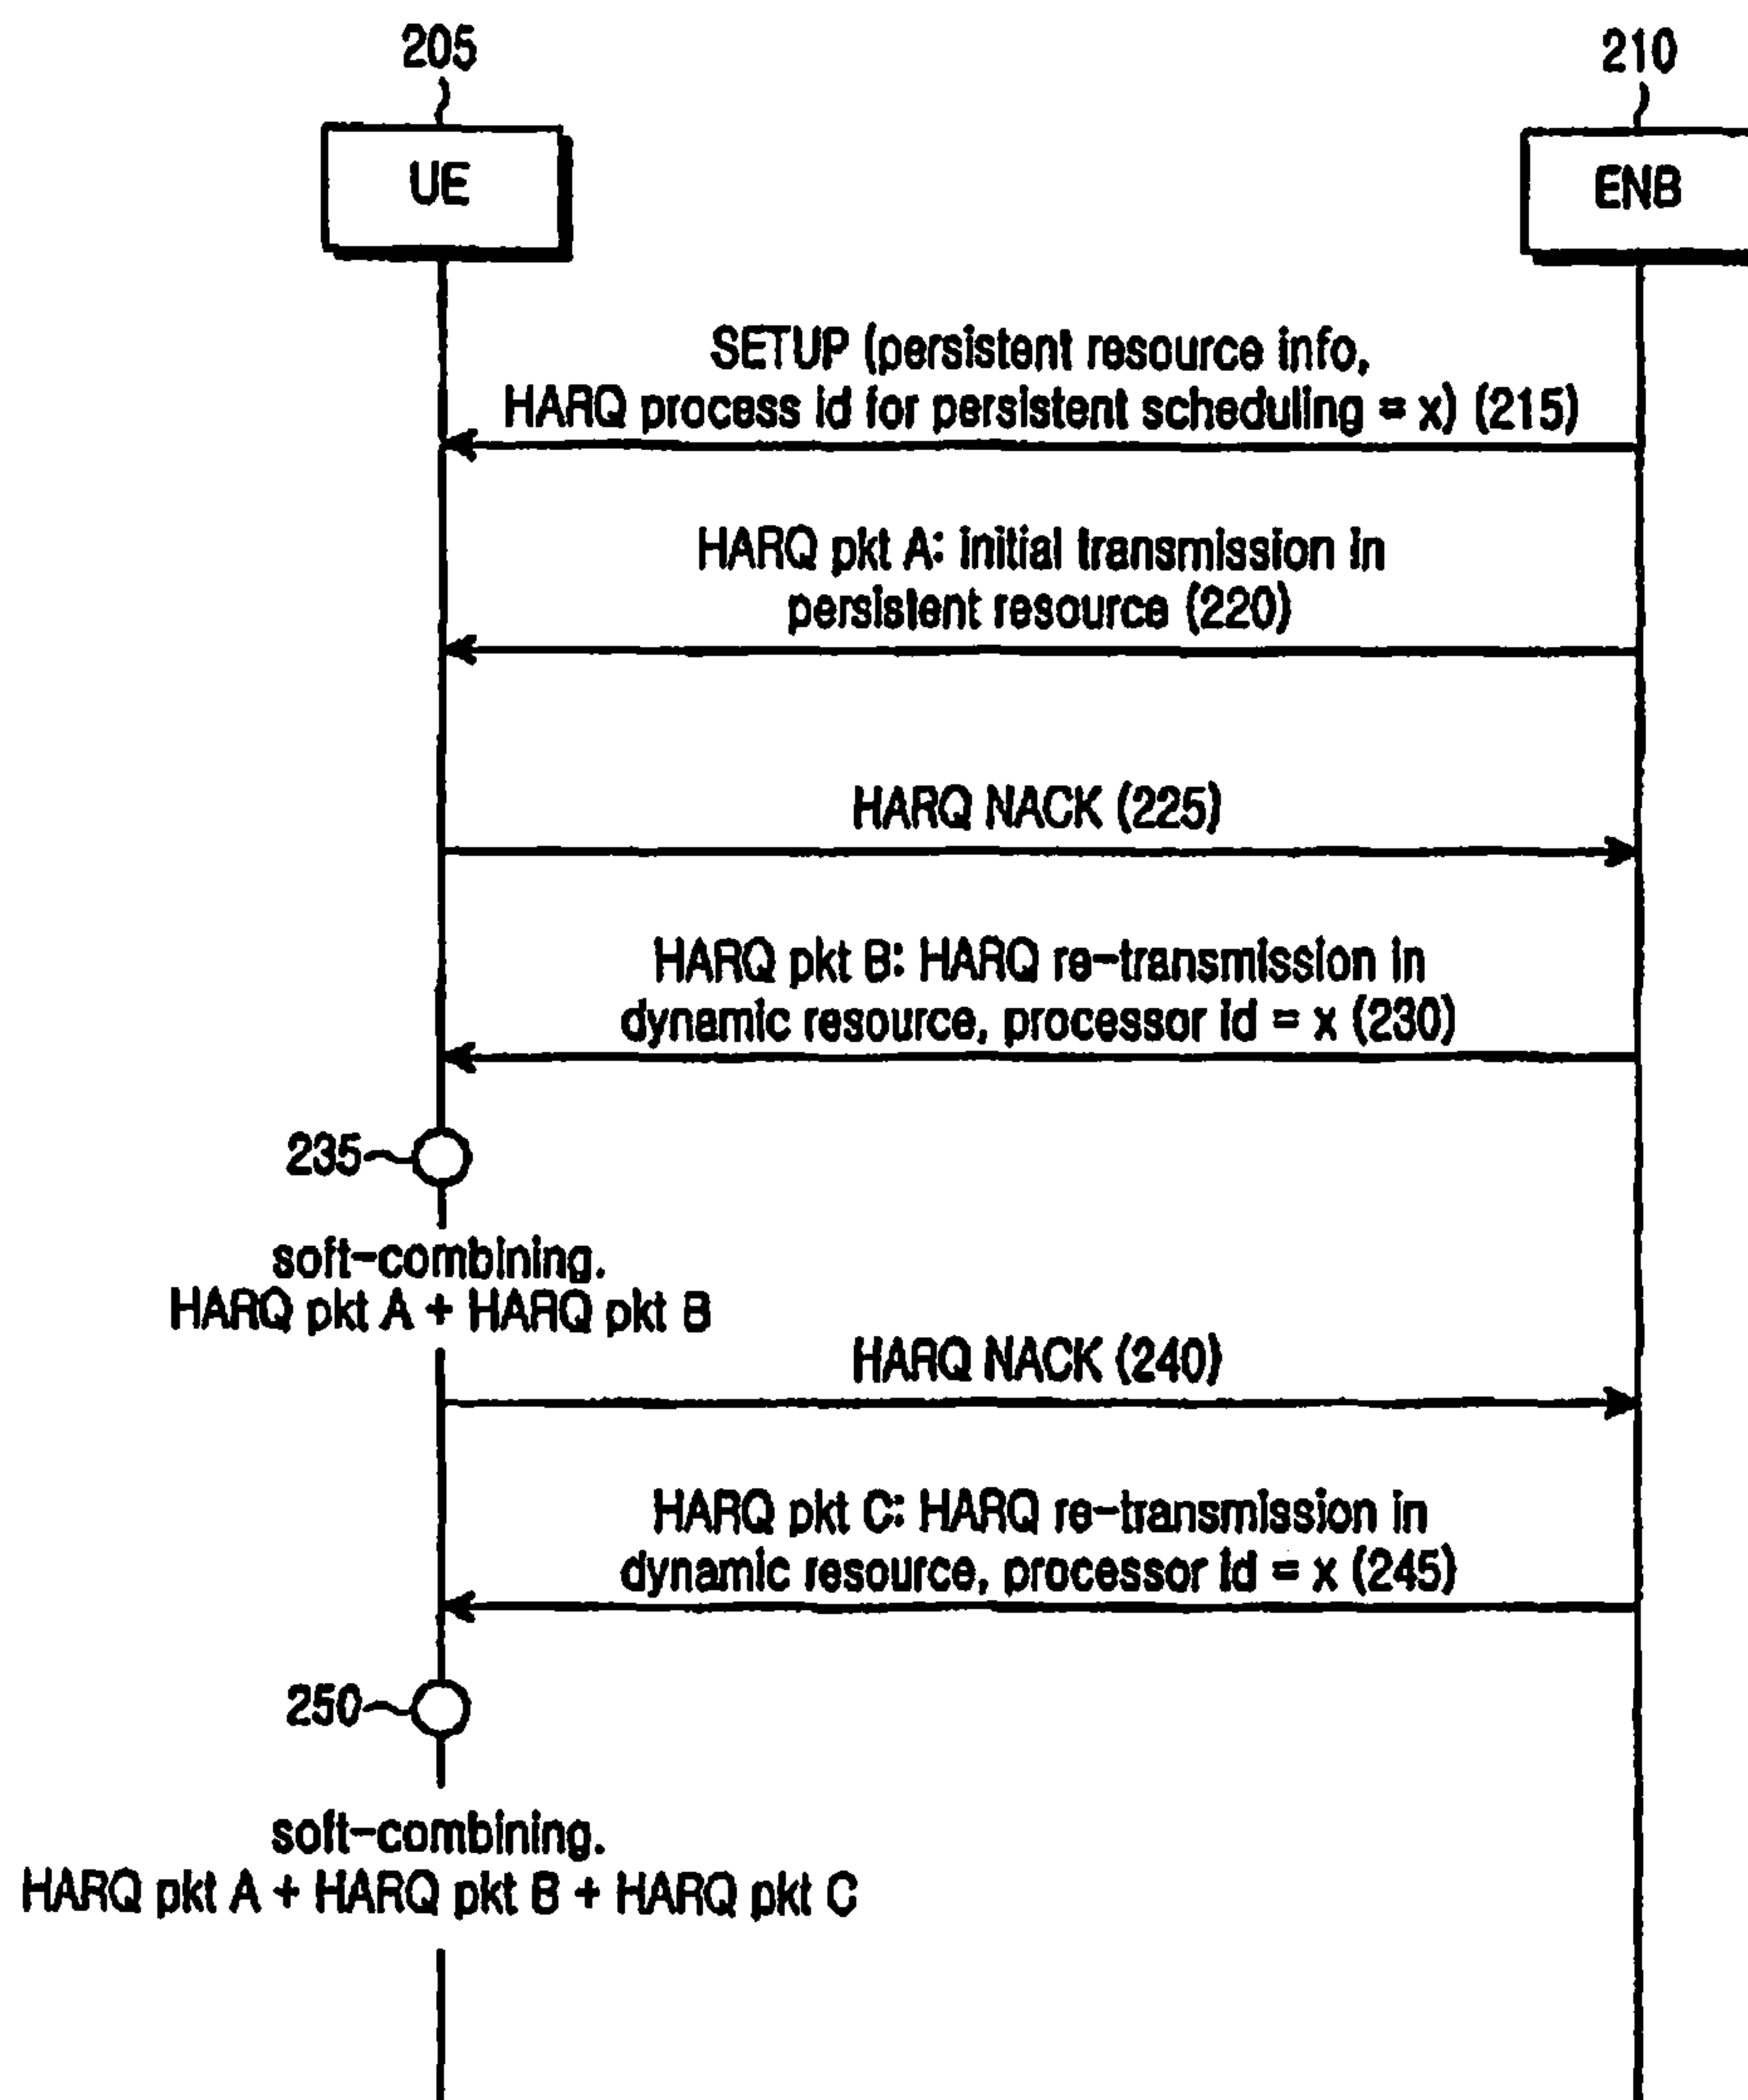 205
210
UE
ENB
SETUP (persistent resource info,
HARQ process id for persistent scheduling = x) (215)
HARQ pkt A: initial transmission in
persistent resource (220)
HARQ NACK (225)
HARQ pkt B: HARQ re-transmission in
dynamic resource, processor id = x (230)
235
soft-combining.
HARQ pkt A + HARQ pkt B
HARQ NACK (240)
HARQ pkt C: HARQ re-transmission in
dynamic resource, processor id = x (245)
250
soft-combining.
HARQ pkt A + HARQ pkt B + HARQ pkt C